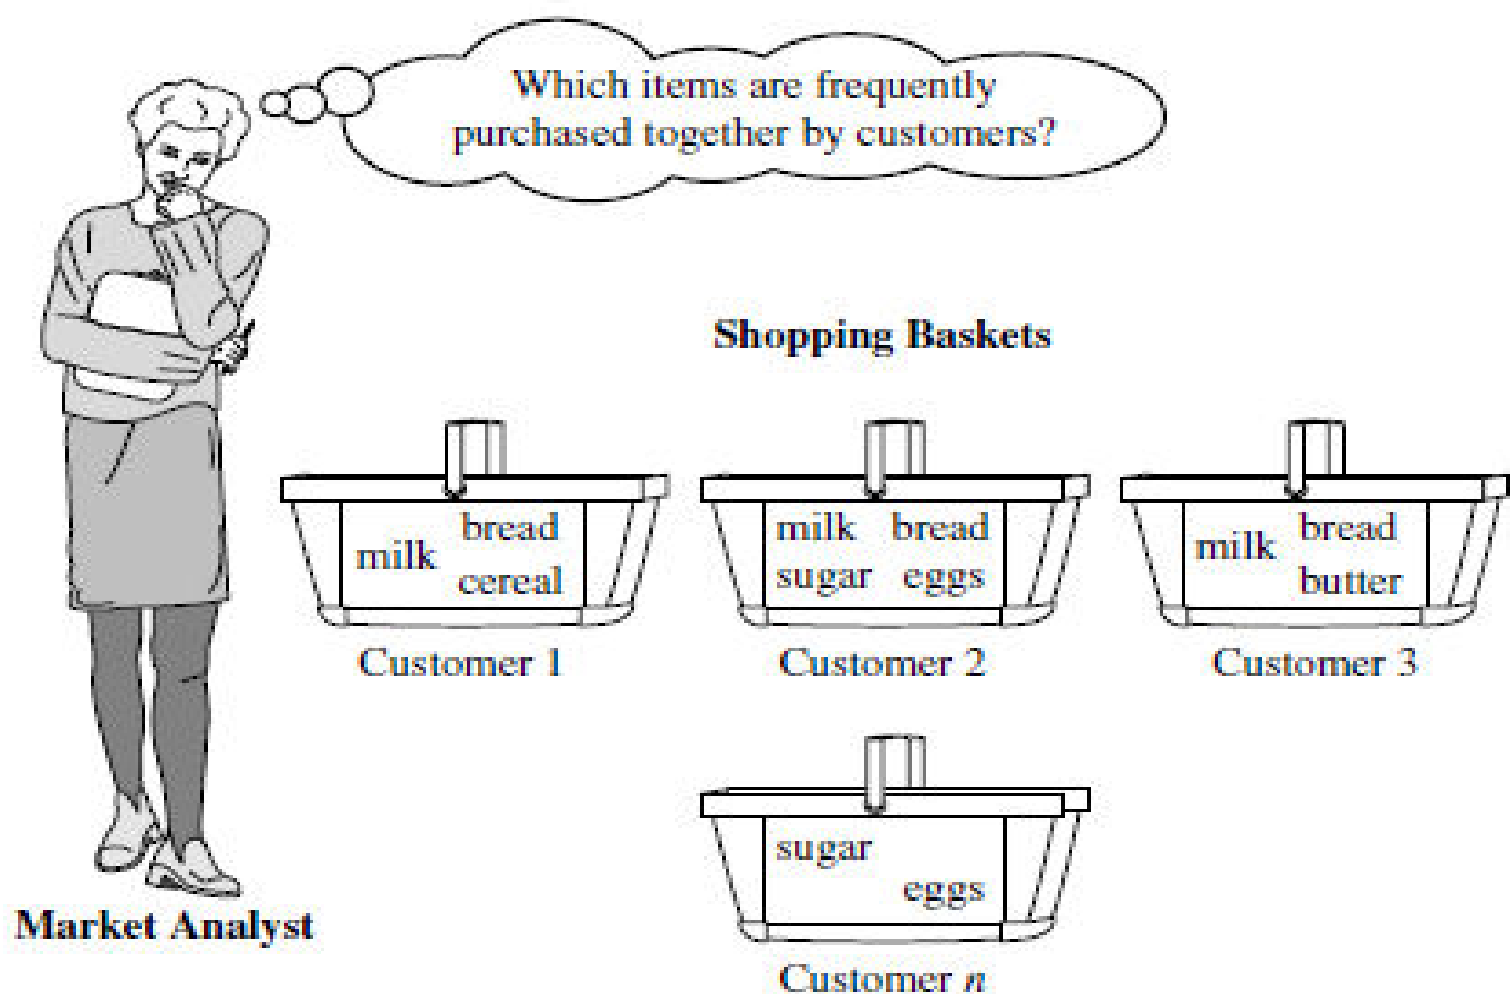 Which items are frequently
purchased together by customers?
Shopping Baskets
bread
milk
cereal
milk bread
sugar eggs
bread
milk
butter
Customer 1
Customer 2
Customer 3
sugar
eggs
Customer n
Market Analyst